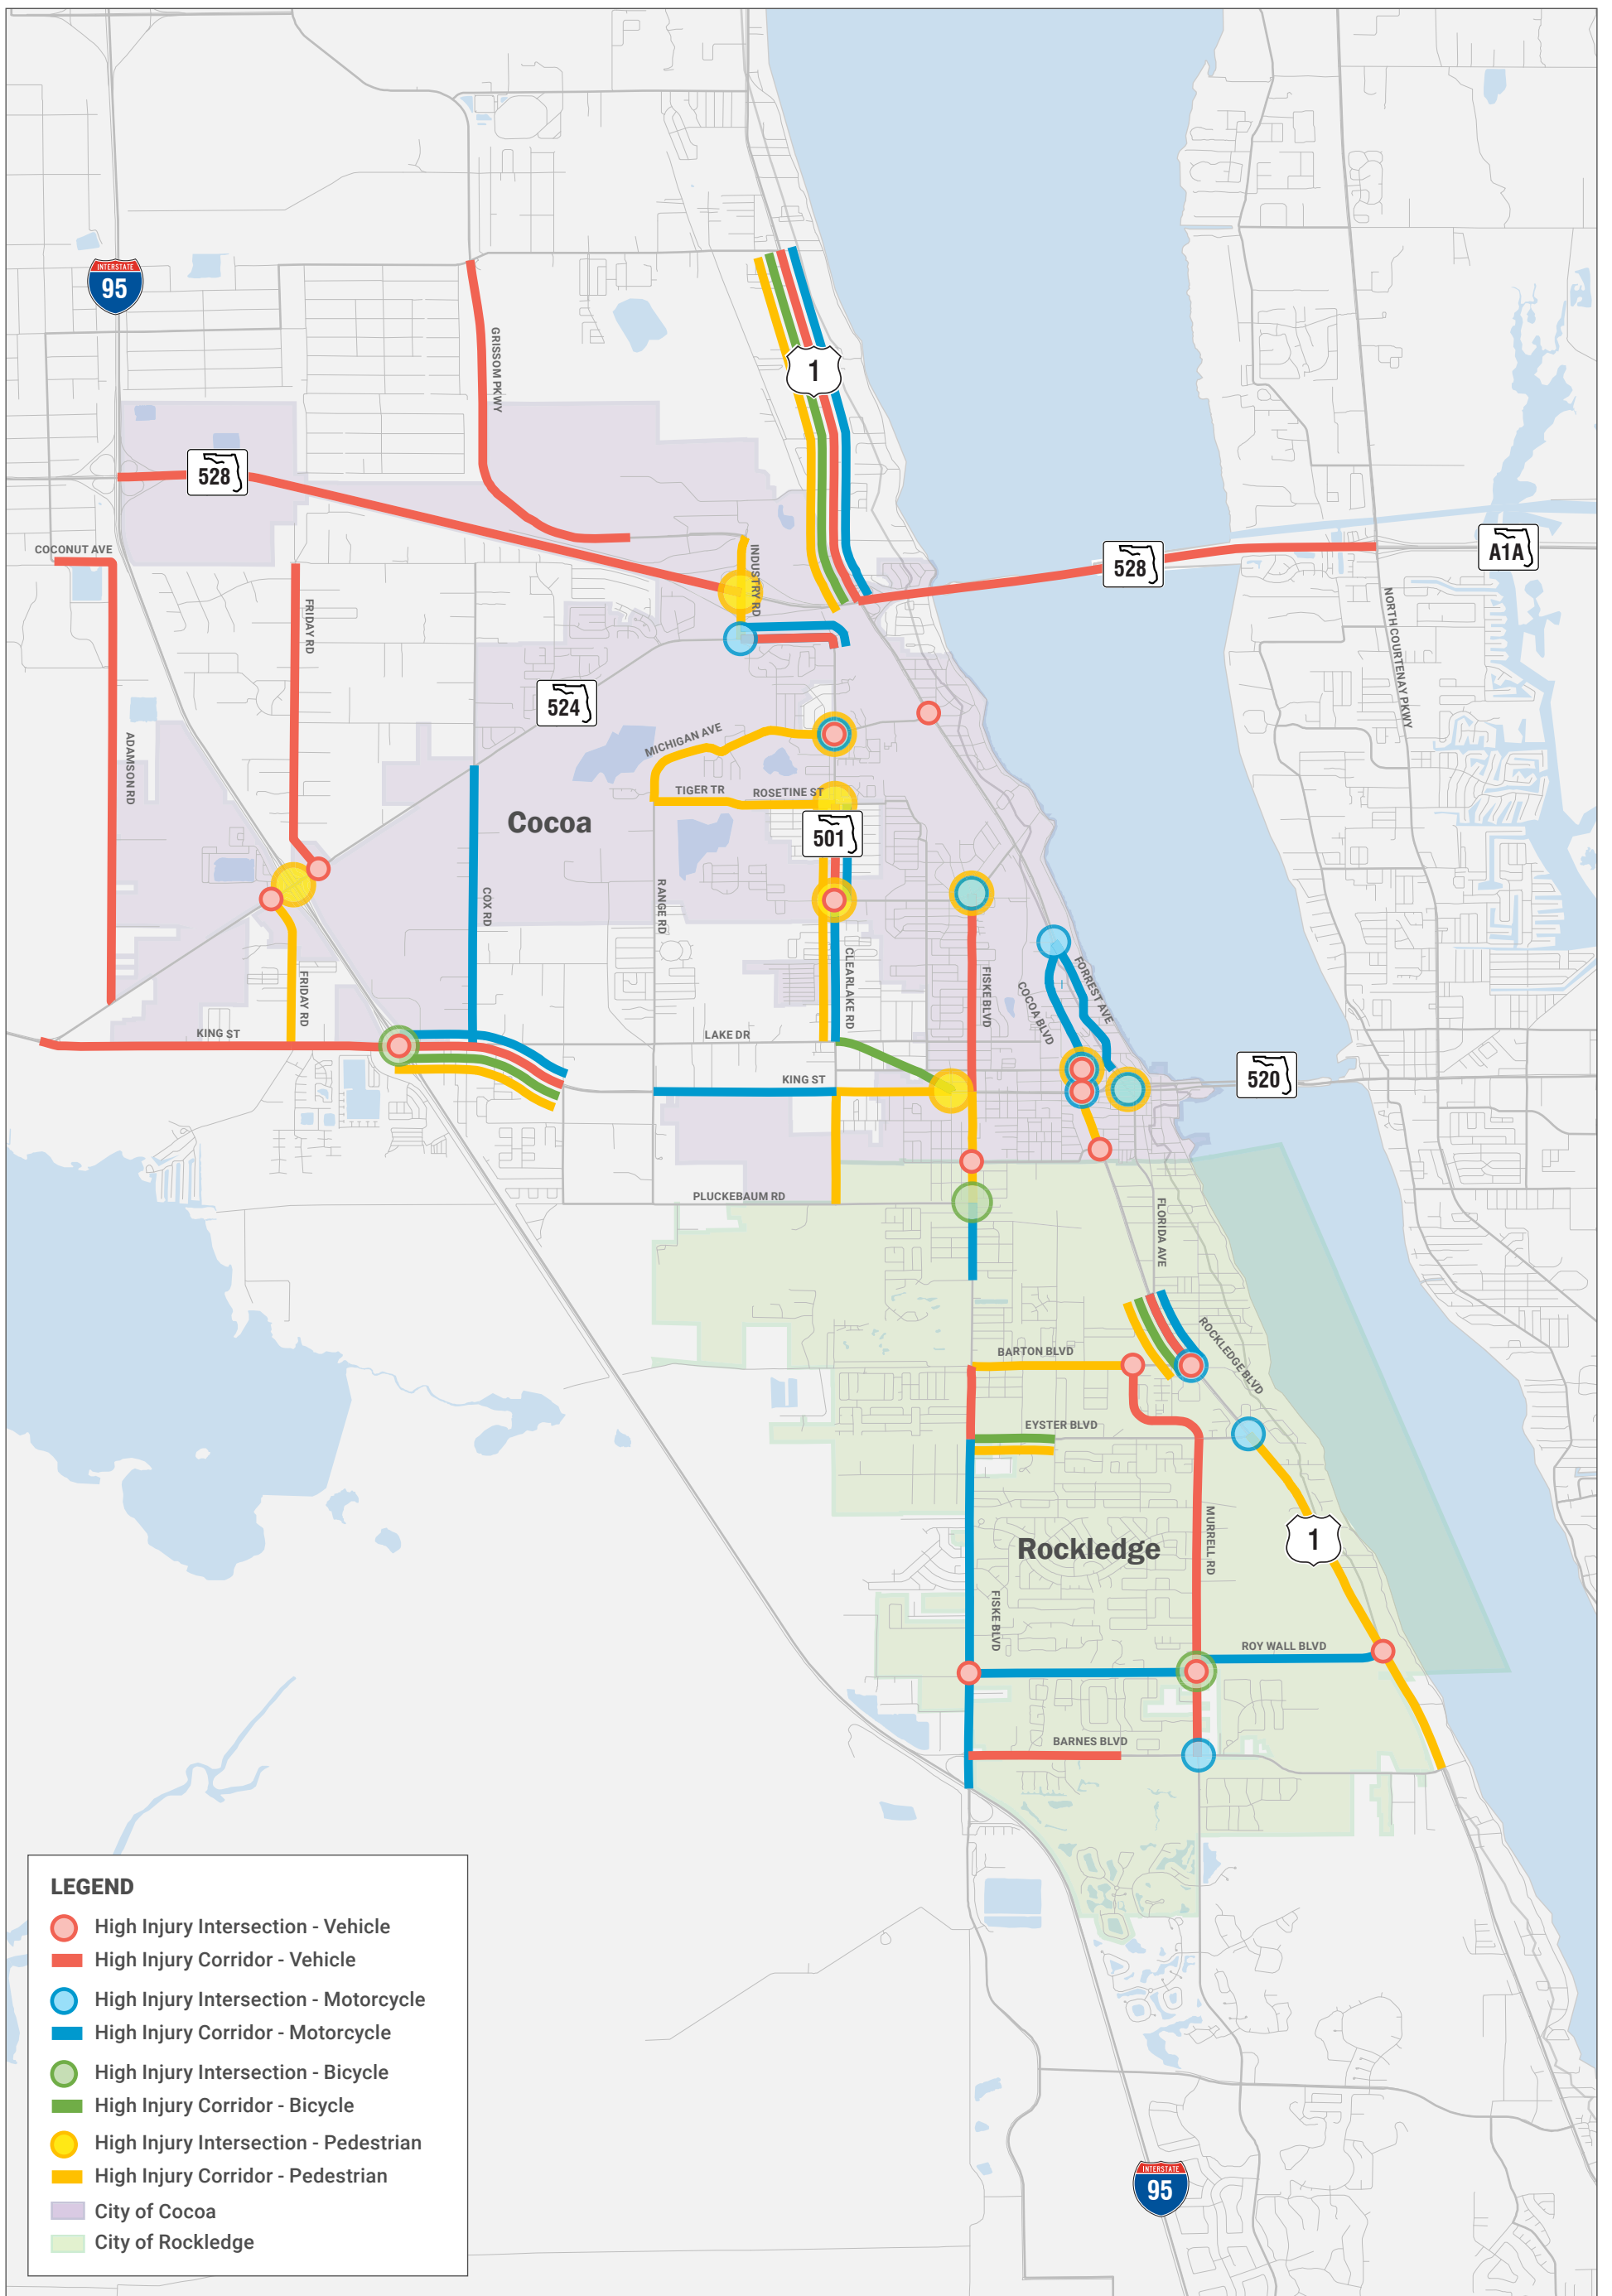 INTERSTATE
95
GRISSOM PKWY
1
528
COCONUT AVE
INDUSTRY RD
528
A1A
FRIDAY RD
NORTH COURTENAY PKWY
524
ADAMSON RD
MICHIGAN AVE
TIGER TR
ROSETINE ST
Cocoa
501
COX RD
RANGE RD
CLEARLAKE RD
FISKE BLVD
COCOA BLVD
FORREST AVE
FRIDAY RD
KING ST
LAKE DR
KING ST
520
PLUCKEBAUM RD
FLORIDA AVE
ROCKLEDGE BLVD
BARTON BLVD
EYSTER BLVD
MURRELL RD
Rockledge
1
FISKE BLVD
ROY WALL BLVD
BARNES BLVD
LEGEND
High Injury Intersection - Vehicle
High Injury Corridor - Vehicle
High Injury Intersection - Motorcycle
High Injury Corridor - Motorcycle
High Injury Intersection - Bicycle
High Injury Corridor - Bicycle
High Injury Intersection - Pedestrian
High Injury Corridor - Pedestrian
City of Cocoa
City of Rockledge
INTERSTATE
95